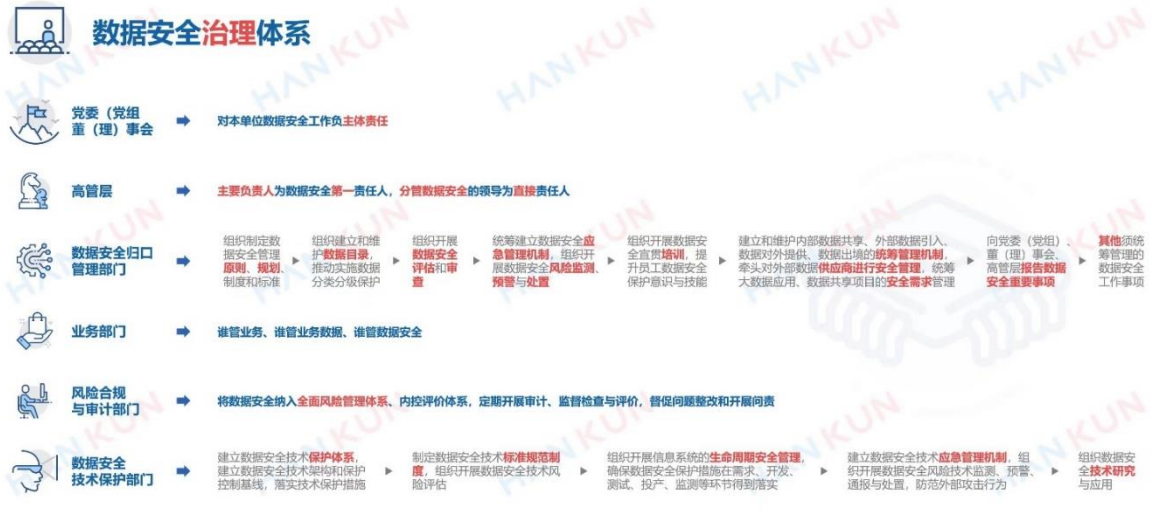 数据安全治理体系
党委（党组
董（理）事会
对本单位数据安全工作负主体责任
高管层
主要负责人为数据安全第一责任人，分管数据安全的领导为直接责任人
数据安全归口
管理部门
组织制定数
据安全管理
原则、规划、
制度和标准
组织建立和维
护数据目录，
推动实施数据
分类分级保护
组织开展
数据安全
评估和审
查
统筹建立数据安全应
急管理机制，组织开
展数据安全风险监测、
预警与处置
组织开展数据安
全宣贯培训，提
升员工数据安全
保护意识与技能
建立和维护内部数据共享、外部数据引入、
数据对外提供、数据出境的统筹管理机制，
牵头对外部数据供应商进行安全管理，统筹
大数据应用、数据共享项目的安全需求管理
向党委（党组）、
董（理）事会、
高管层报告数据
安全重要事项
其他须统
筹管理的
数据安全
工作事项
业务部门
谁管业务、谁管业务数据、谁管数据安全
风险合规
与审计部门
将数据安全纳入全面风险管理体系、内控评价体系，定期开展审计、监督检查与评价，督促问题整改和开展问责
数据安全
技术保护部门
建立数据安全技术保护体系，
建立数据安全技术架构和保护
控制基线，落实技术保护措施
制定数据安全技术标准规范制
度，组织开展数据安全技术风
险评估
组织开展信息系统的生命周期安全管理，
确保数据安全保护措施在需求、开发、
测试、投产、监测等环节得到落实
建立数据安全技术应急管理机制，组
织开展数据安全风险技术监测、预警、
通报与处置，防范外部攻击行为
组织数据安
全技术研究
与应用
HANKUN
HANKUN
HANKUN
HANKUN
HANKUN